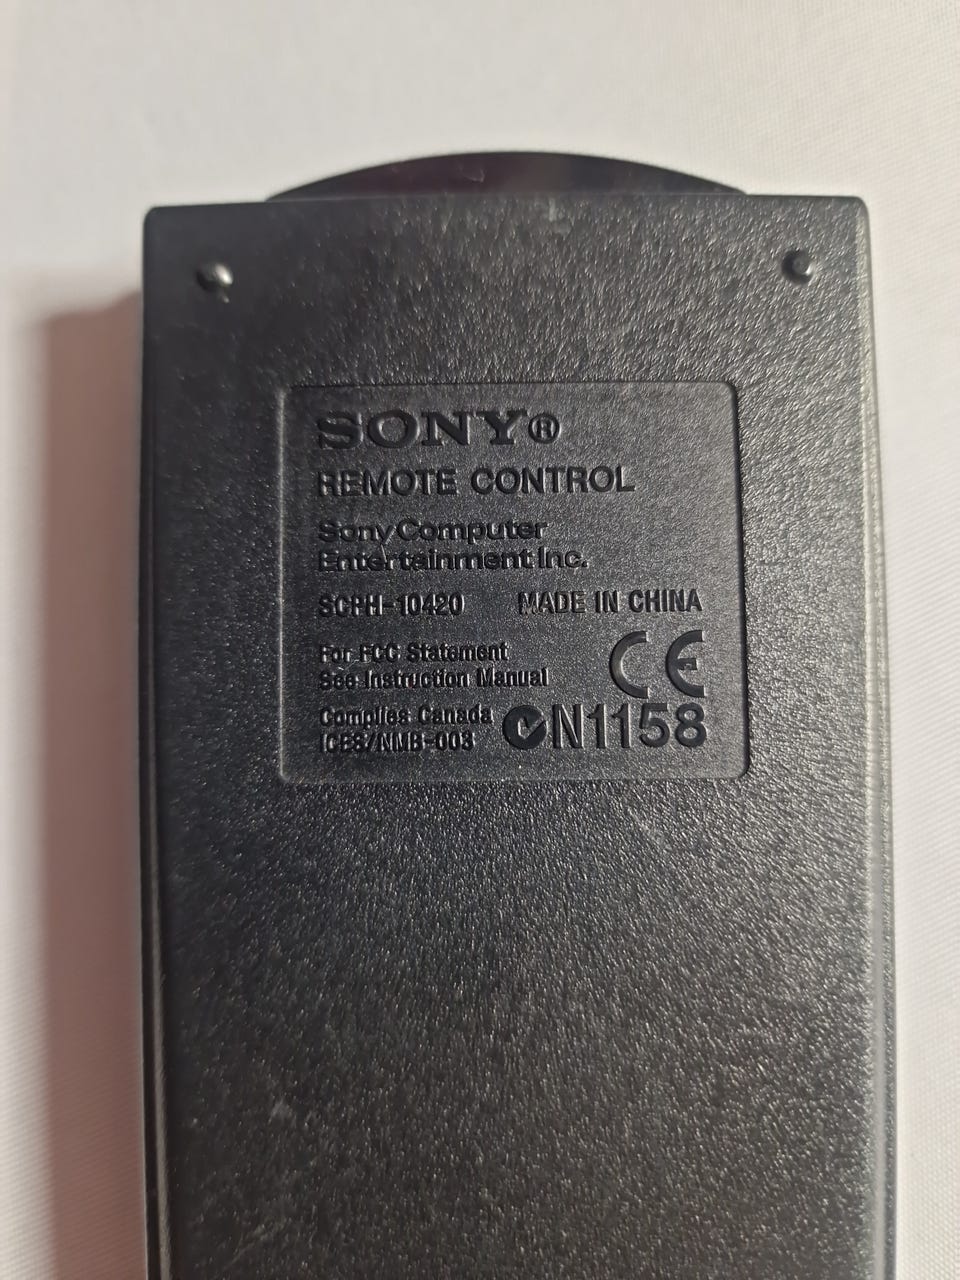 SONY®
REMOTE CONTROL
Sony Computer
Entertainment Inc.
SCPH-10420 MADE IN CHINA
For FCC Statement
See Instruction Manual
CE
Complies Canada
ICES/NMB-003
N1158